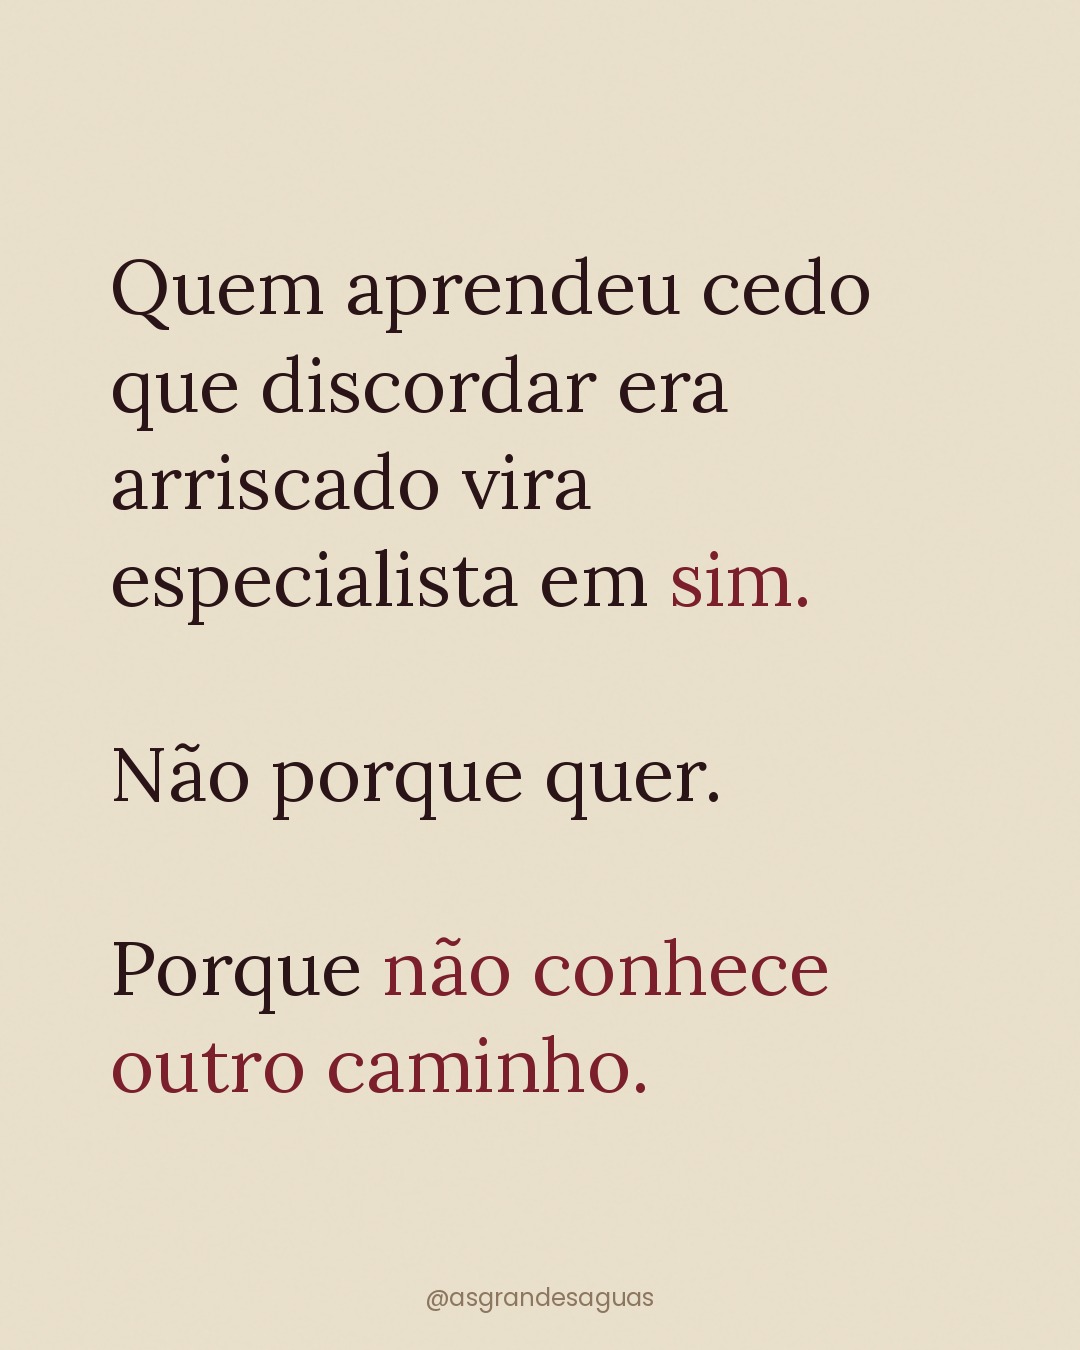 Quem aprendeu cedo
que discordar era
arriscado vira
especialista em sim.
Não porque quer.
Porque não conhece
outro caminho.
@asgrandesaguas